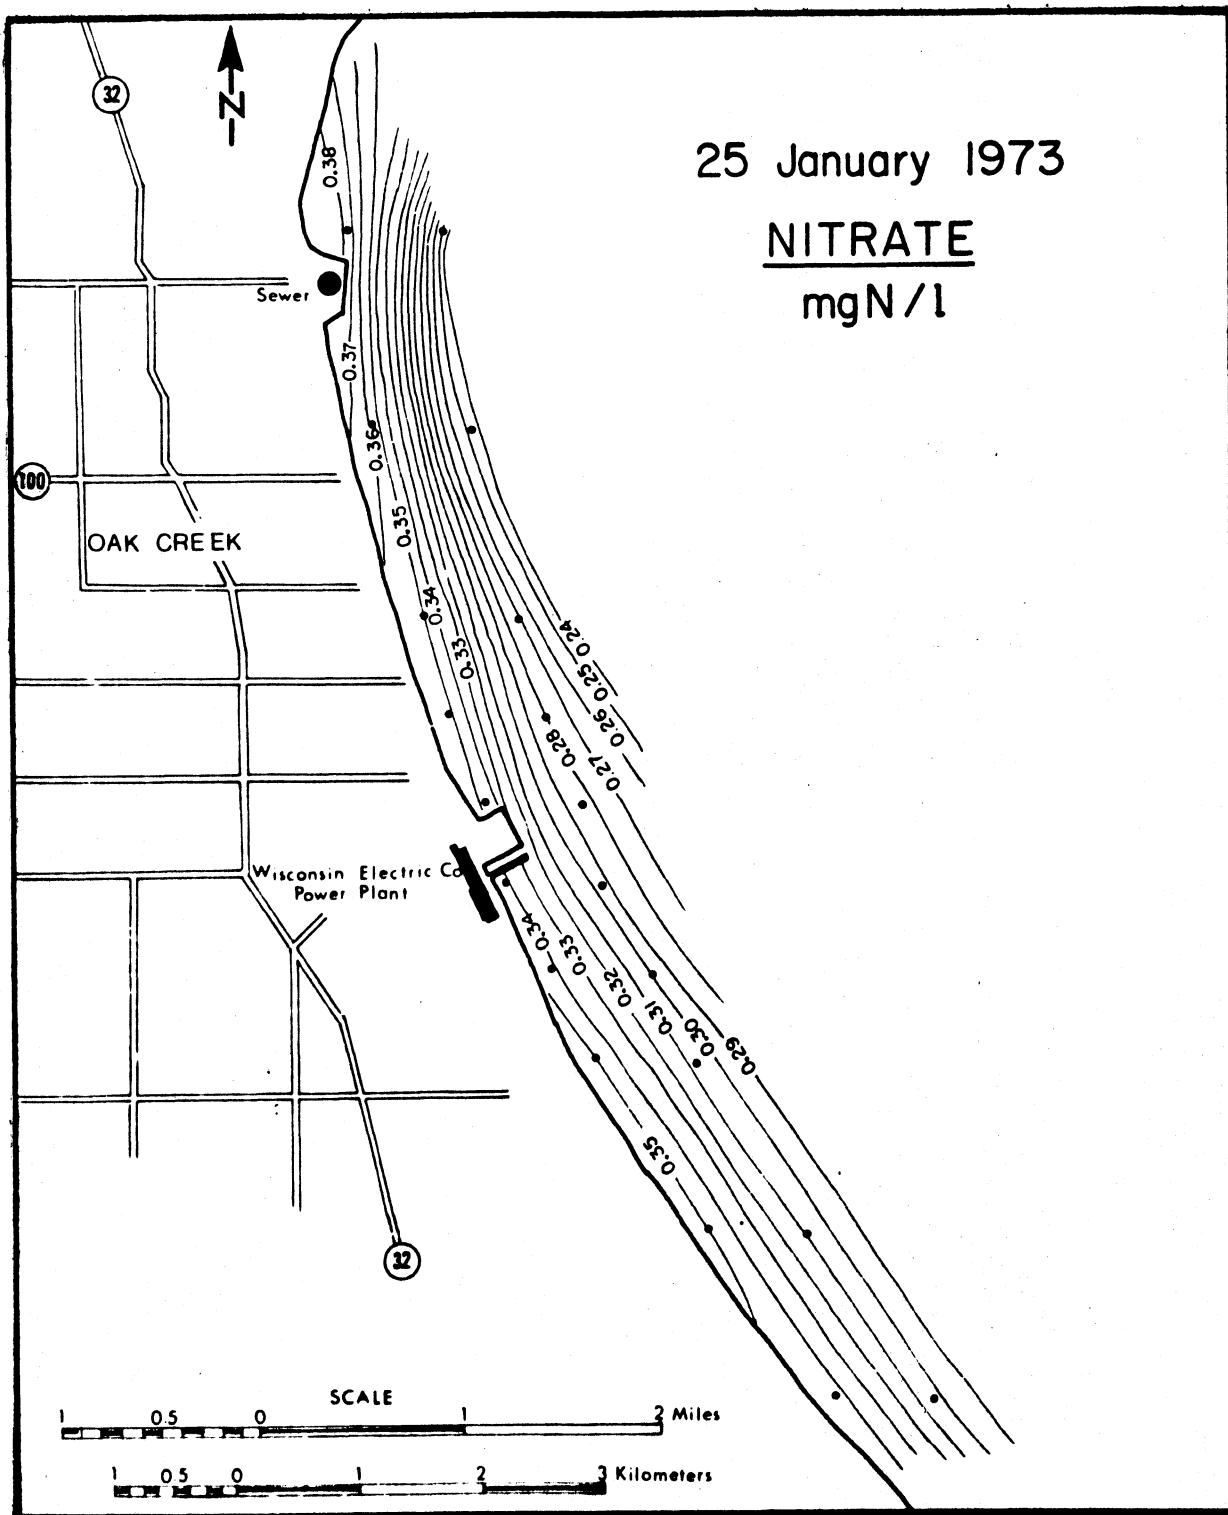 32
N
25 January 1973
NITRATE
mgN/l
0.38
Sewer
0.37
0.36
100
0.35
OAK CREEK
0.34
0.33
0.24
0.25
0.26
0.28
0.27
Wisconsin Electric Co
Power Plant
0.34
0.33
0.32
0.31
0.30
0.29
0.35
32
SCALE
1 0.5 0 1 2 Miles
1 0.5 0 1 2 3 Kilometers